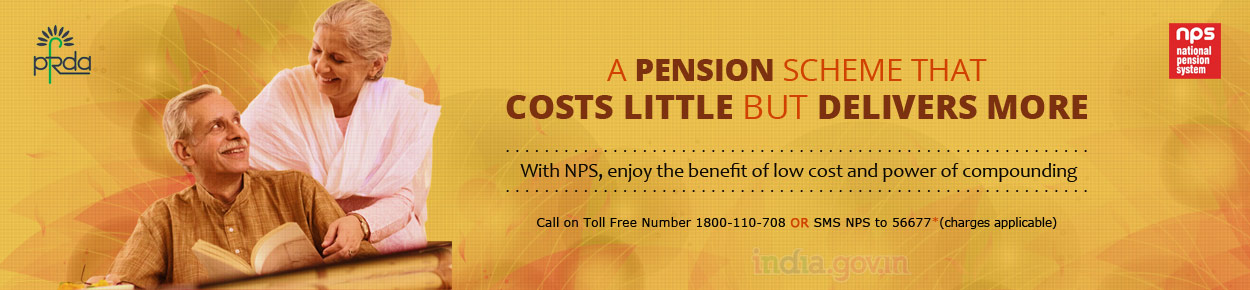 pfrda
nps
national
pension
system
A PENSION SCHEME THAT
COSTS LITTLE BUT DELIVERS MORE
With NPS, enjoy the benefit of low cost and power of compounding
Call on Toll Free Number 1800-110-708 OR SMS NPS to 56677*(charges applicable)
india.gov.in